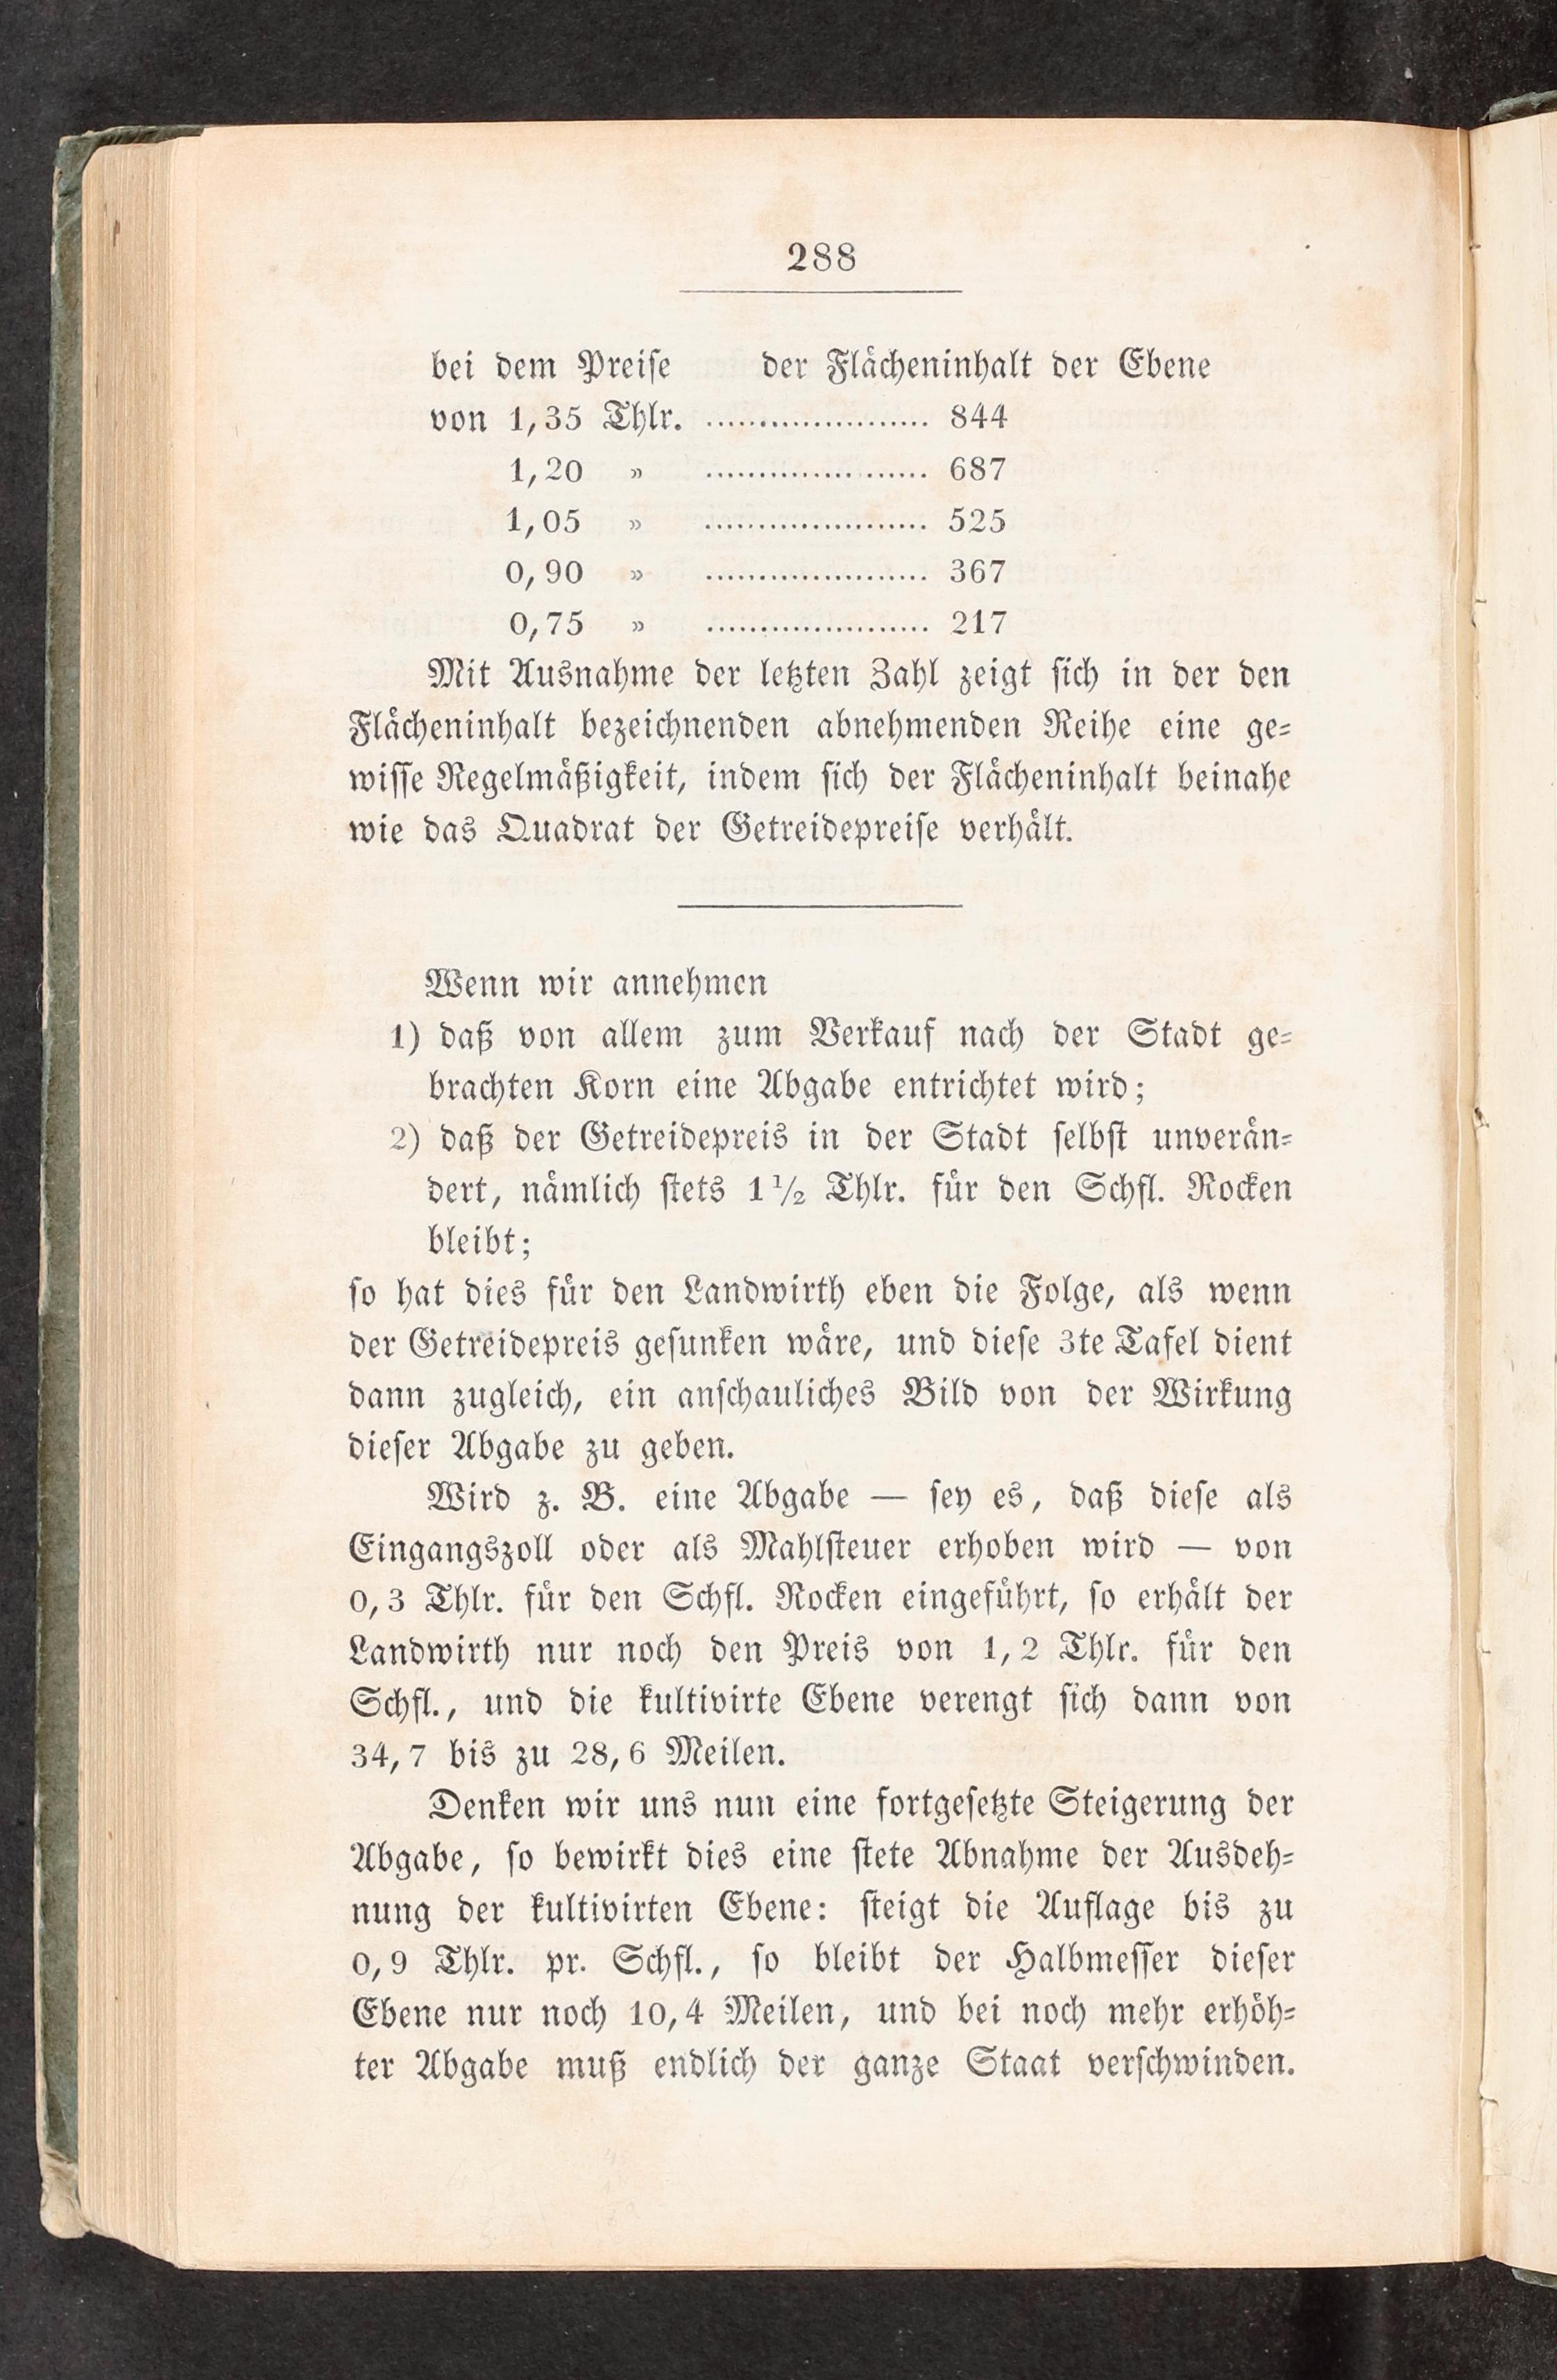 288
bei dem Preise der Flächeninhalt der Ebene
von 1,35 Thlr. ..................... 844
1,20 » ..................... 687
1,05 » ..................... 525
0,90 » ..................... 367
0,75 » ..................... 217
Mit Ausnahme der letzten Zahl zeigt sich in der den
Flächeninhalt bezeichnenden abnehmenden Reihe eine ge-
wisse Regelmäßigkeit, indem sich der Flächeninhalt beinahe
wie das Quadrat der Getreidepreise verhält.
Wenn wir annehmen
1) daß von allem zum Verkauf nach der Stadt ge-
brachten Korn eine Abgabe entrichtet wird;
2) daß der Getreidepreis in der Stadt selbst unverän-
dert, nämlich stets 1 1/2 Thlr. für den Schfl. Rocken
bleibt;
so hat dies für den Landwirth eben die Folge, als wenn
der Getreidepreis gesunken wäre, und diese 3te Tafel dient
dann zugleich, ein anschauliches Bild von der Wirkung
dieser Abgabe zu geben.
Wird z. B. eine Abgabe — sey es, daß diese als
Eingangszoll oder als Mahlsteuer erhoben wird — von
0,3 Thlr. für den Schfl. Rocken eingeführt, so erhält der
Landwirth nur noch den Preis von 1,2 Thlr. für den
Schfl., und die kultivirte Ebene verengt sich dann von
34,7 bis zu 28,6 Meilen.
Denken wir uns nun eine fortgesetzte Steigerung der
Abgabe, so bewirkt dies eine stete Abnahme der Ausdeh-
nung der kultivirten Ebene: steigt die Auflage bis zu
0,9 Thlr. pr. Schfl., so bleibt der Halbmesser dieser
Ebene nur noch 10,4 Meilen, und bei noch mehr erhöh-
ter Abgabe muß endlich der ganze Staat verschwinden.